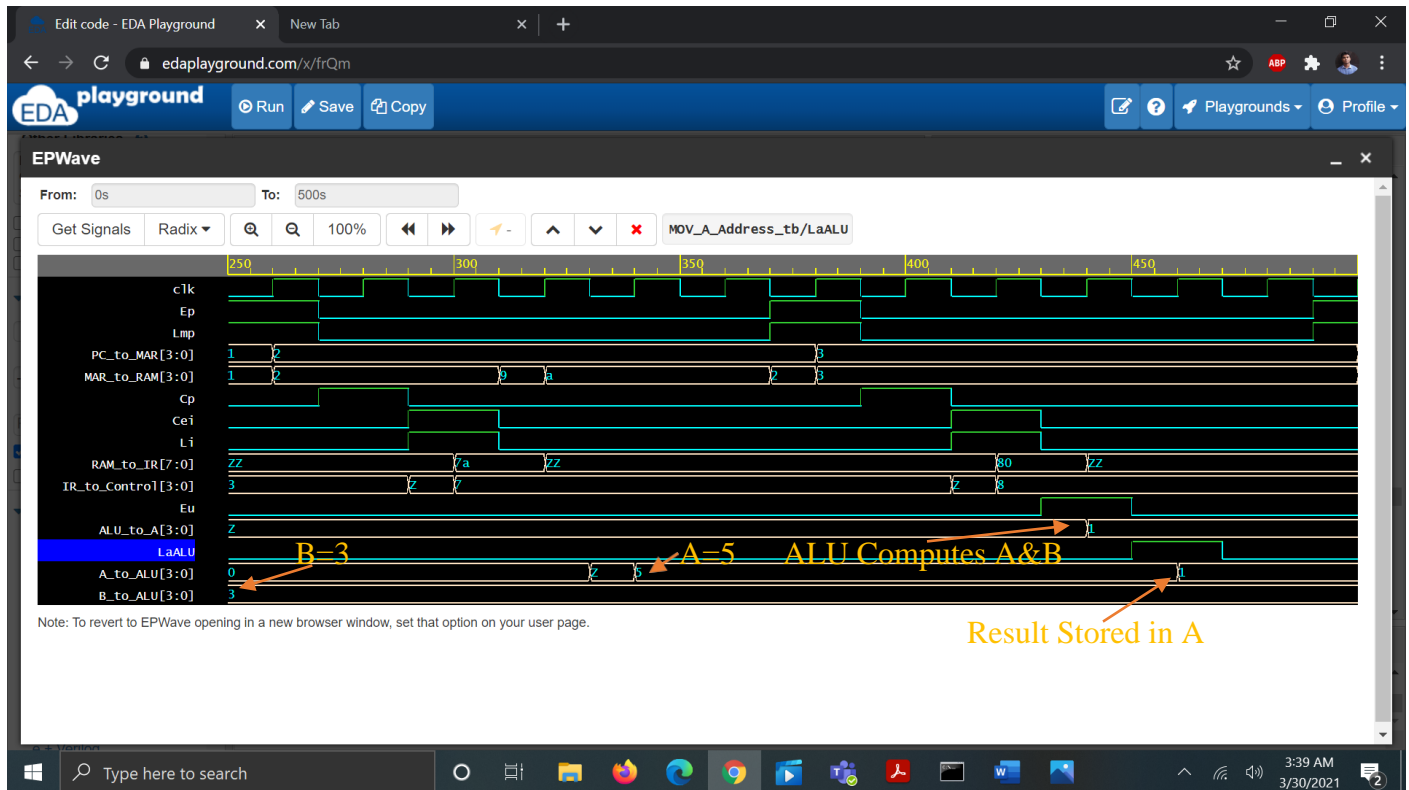 Edit code - EDA Playground
New Tab
edaplayground.com/x/frQm
ABP
EDA playground
Run Save Copy Playgrounds Profile
EPWave
From: 0s To: 500s
Get Signals Radix 100% - MOV_A_Address_tb/LaALU
250 300 350 400 450
clk
Ep
Lmp
PC_to_MAR[3:0] 1 2 3
MAR_to_RAM[3:0] 1 2 9 a 2 3
Cp
Cei
Li
RAM_to_IR[7:0] ZZ 7a ZZ 80 ZZ
IR_to_Control[3:0] 3 Z 7 Z 8
Eu
ALU_to_A[3:0] Z 1
LaALU B=3 A=5 ALU Computes A&B
A_to_ALU[3:0] 0 Z 5 1
B_to_ALU[3:0] 3
Note: To revert to EPWave opening in a new browser window, set that option on your user page.
Result Stored in A
Type here to search
3:39 AM
3/30/2021
2